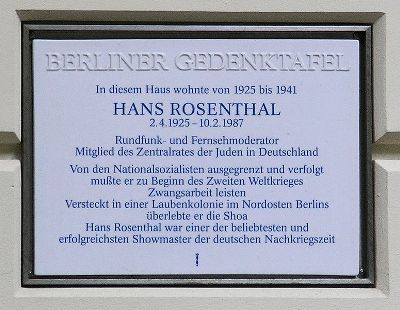 BERLINER GEDENKTAFEL
In diesem Haus wohnte von 1925 bis 1941
HANS ROSENTHAL
2.4.1925 – 10.2.1987
Rundfunk- und Fernsehmoderator
Mitglied des Zentralrates der Juden in Deutschland
Von den Nationalsozialisten ausgegrenzt und verfolgt
mußte er zu Beginn des Zweiten Weltkrieges
Zwangsarbeit leisten
Versteckt in einer Laubenkolonie im Nordosten Berlins
überlebte er die Shoa
Hans Rosenthal war einer der beliebtesten und
erfolgreichsten Showmaster der deutschen Nachkriegszeit